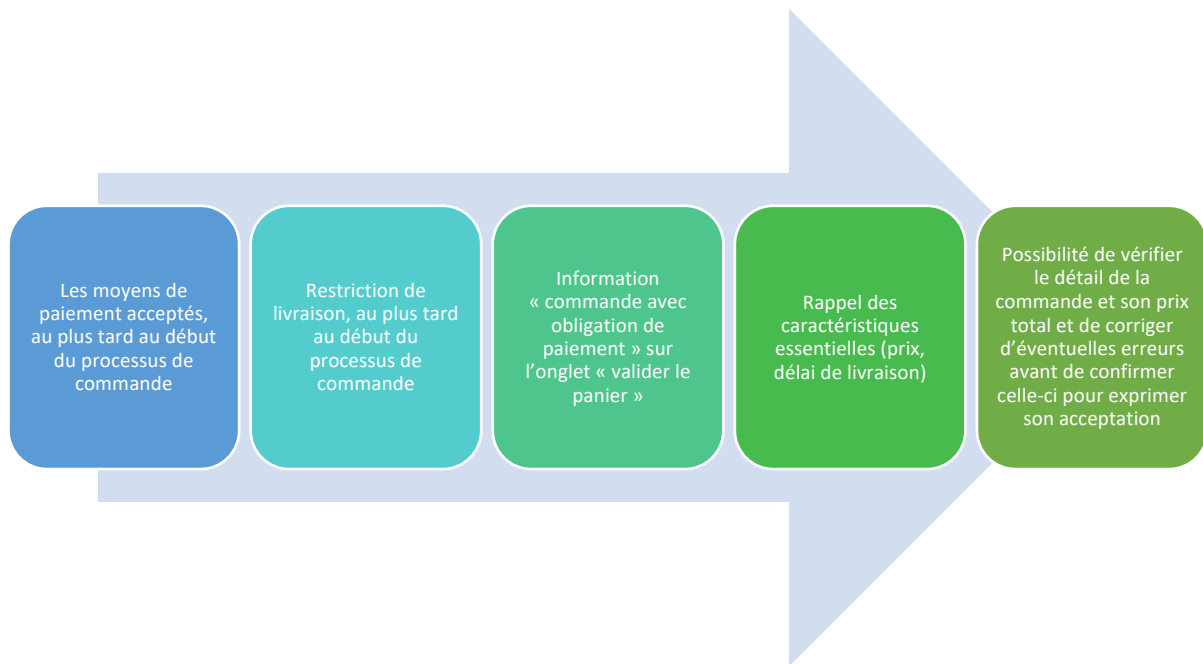 Les moyens de
paiement acceptés,
au plus tard au début
du processus de
commande
Restriction de
livraison, au plus tard
au début du
processus de
commande
Information
« commande avec
obligation de
paiement » sur
l’onglet « valider le
panier »
Rappel des
caractéristiques
essentielles (prix,
délai de livraison)
Possibilité de vérifier
le détail de la
commande et son prix
total et de corriger
d’éventuelles erreurs
avant de confirmer
celle-ci pour exprimer
son acceptation